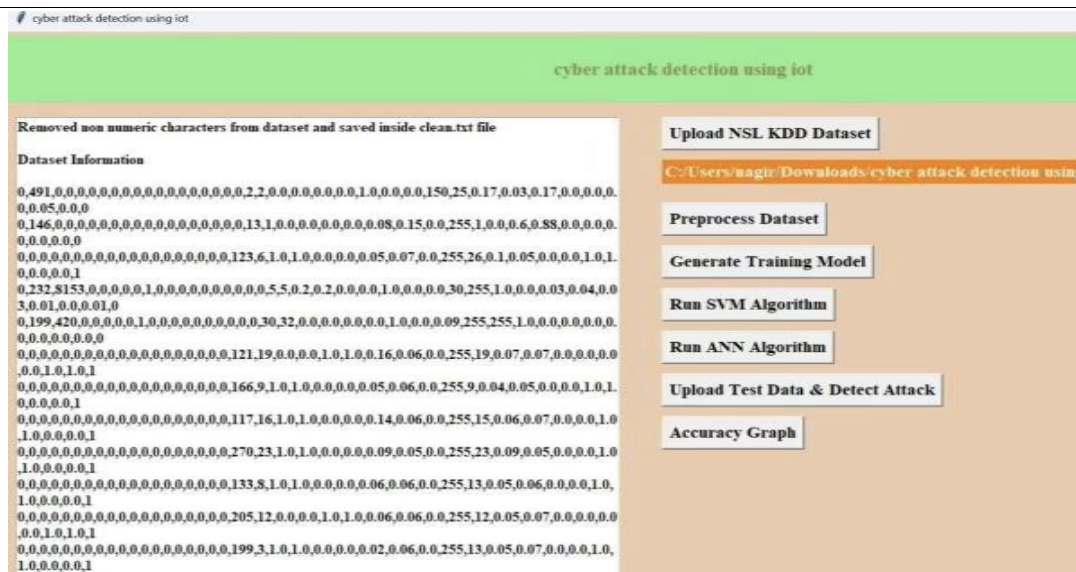 cyber attack detection using iot
cyber attack detection using iot
Removed non numeric characters from dataset and saved inside clean.txt file
Dataset Information
0,491,0,0,0,0,0,0,0,0,0,0,0,0,0,0,0,0,0,2,2,0.0,0.0,0.0,0.0,1.0,0.0,0.0,150,25,0.17,0.03,0.17,0.0,0.0,0.
0,0.05,0.0,0
0,146,0,0,0,0,0,0,0,0,0,0,0,0,0,0,0,0,0,13,1,0.0,0.0,0.0,0.0,0.08,0.15,0.0,255,1,0.0,0.6,0.88,0.0,0.0,0.
0,0.0,0.0,0
0,0,0,0,0,0,0,0,0,0,0,0,0,0,0,0,0,0,0,123,6,1.0,1.0,0.0,0.0,0.05,0.07,0.0,255,26,0.1,0.05,0.0,0.0,1.0,1.
0,0.0,0.0,1
0,232,8153,0,0,0,0,1,0,0,0,0,0,0,0,0,0,0,0,5,5,0.2,0.2,0.0,0.0,1.0,0.0,0.0,30,255,1.0,0.0,0.03,0.04,0.0
3,0.01,0.0,0.01,0
0,199,420,0,0,0,0,1,0,0,0,0,0,0,0,0,0,0,0,30,32,0.0,0.0,0.0,0.0,1.0,0.0,0.09,255,255,1.0,0.0,0.0,0.0,0.
0,0.0,0.0,0.0,0
0,0,0,0,0,0,0,0,0,0,0,0,0,0,0,0,0,0,0,121,19,0.0,0.0,1.0,1.0,0.16,0.06,0.0,255,19,0.07,0.07,0.0,0.0,0.0
,0.0,1.0,1.0,1
0,0,0,0,0,0,0,0,0,0,0,0,0,0,0,0,0,0,0,166,9,1.0,1.0,0.0,0.0,0.05,0.06,0.0,255,9,0.04,0.05,0.0,0.0,1.0,1.
0,0.0,0.0,1
0,0,0,0,0,0,0,0,0,0,0,0,0,0,0,0,0,0,0,117,16,1.0,1.0,0.0,0.0,0.14,0.06,0.0,255,15,0.06,0.07,0.0,0.0,1.0
,1.0,0.0,0.0,1
0,0,0,0,0,0,0,0,0,0,0,0,0,0,0,0,0,0,0,270,23,1.0,1.0,0.0,0.0,0.09,0.05,0.0,255,23,0.09,0.05,0.0,0.0,1.0
,1.0,0.0,0.0,1
0,0,0,0,0,0,0,0,0,0,0,0,0,0,0,0,0,0,0,133,8,1.0,1.0,0.0,0.0,0.06,0.06,0.0,255,13,0.05,0.06,0.0,0.0,1.0,
1.0,0.0,0.0,1
0,0,0,0,0,0,0,0,0,0,0,0,0,0,0,0,0,0,0,205,12,0.0,0.0,1.0,1.0,0.06,0.06,0.0,255,12,0.05,0.07,0.0,0.0,0.0
,0.0,1.0,1.0,1
0,0,0,0,0,0,0,0,0,0,0,0,0,0,0,0,0,0,0,199,3,1.0,1.0,0.0,0.0,0.02,0.06,0.0,255,13,0.05,0.07,0.0,0.0,1.0,
1.0,0.0,0.0,1
Upload NSL KDD Dataset
C:/Users/nagir/Downloads/cyber attack detection usin
Preprocess Dataset
Generate Training Model
Run SVM Algorithm
Run ANN Algorithm
Upload Test Data & Detect Attack
Accuracy Graph